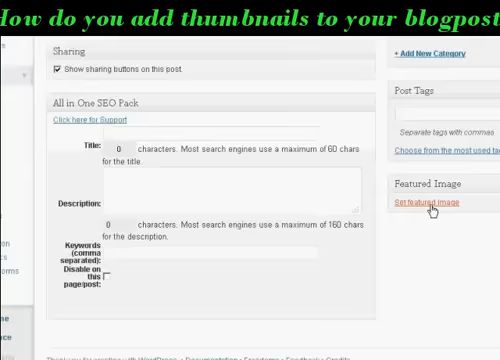 How do you add thumbnails to your blogpost
Sharing
Show sharing buttons on this post.
All in One SEO Pack
Click here for Support
Title:
0 characters. Most search engines use a maximum of 60 chars
for the title.
Description:
0 characters. Most search engines use a maximum of 160 chars
for the description.
Keywords
(comma
separated):
Disable on
this
page/post:
+ Add New Category
Post Tags
Separate tags with commas
Choose from the most used
Featured Image
Set featured image